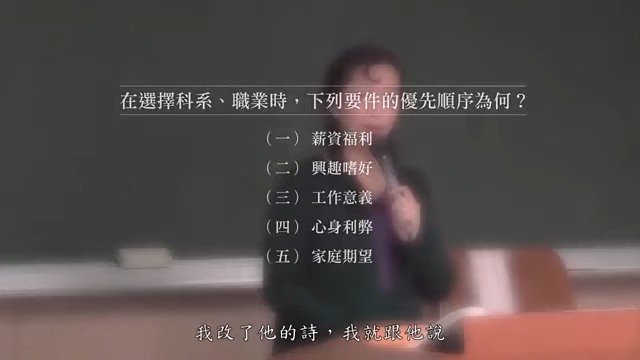 在選擇科系、職業時，下列要件的優先順序為何？
（一） 薪資福利
（二） 興趣嗜好
（三） 工作意義
（四） 心身利弊
（五） 家庭期望
我改了他的詩，我就跟他說